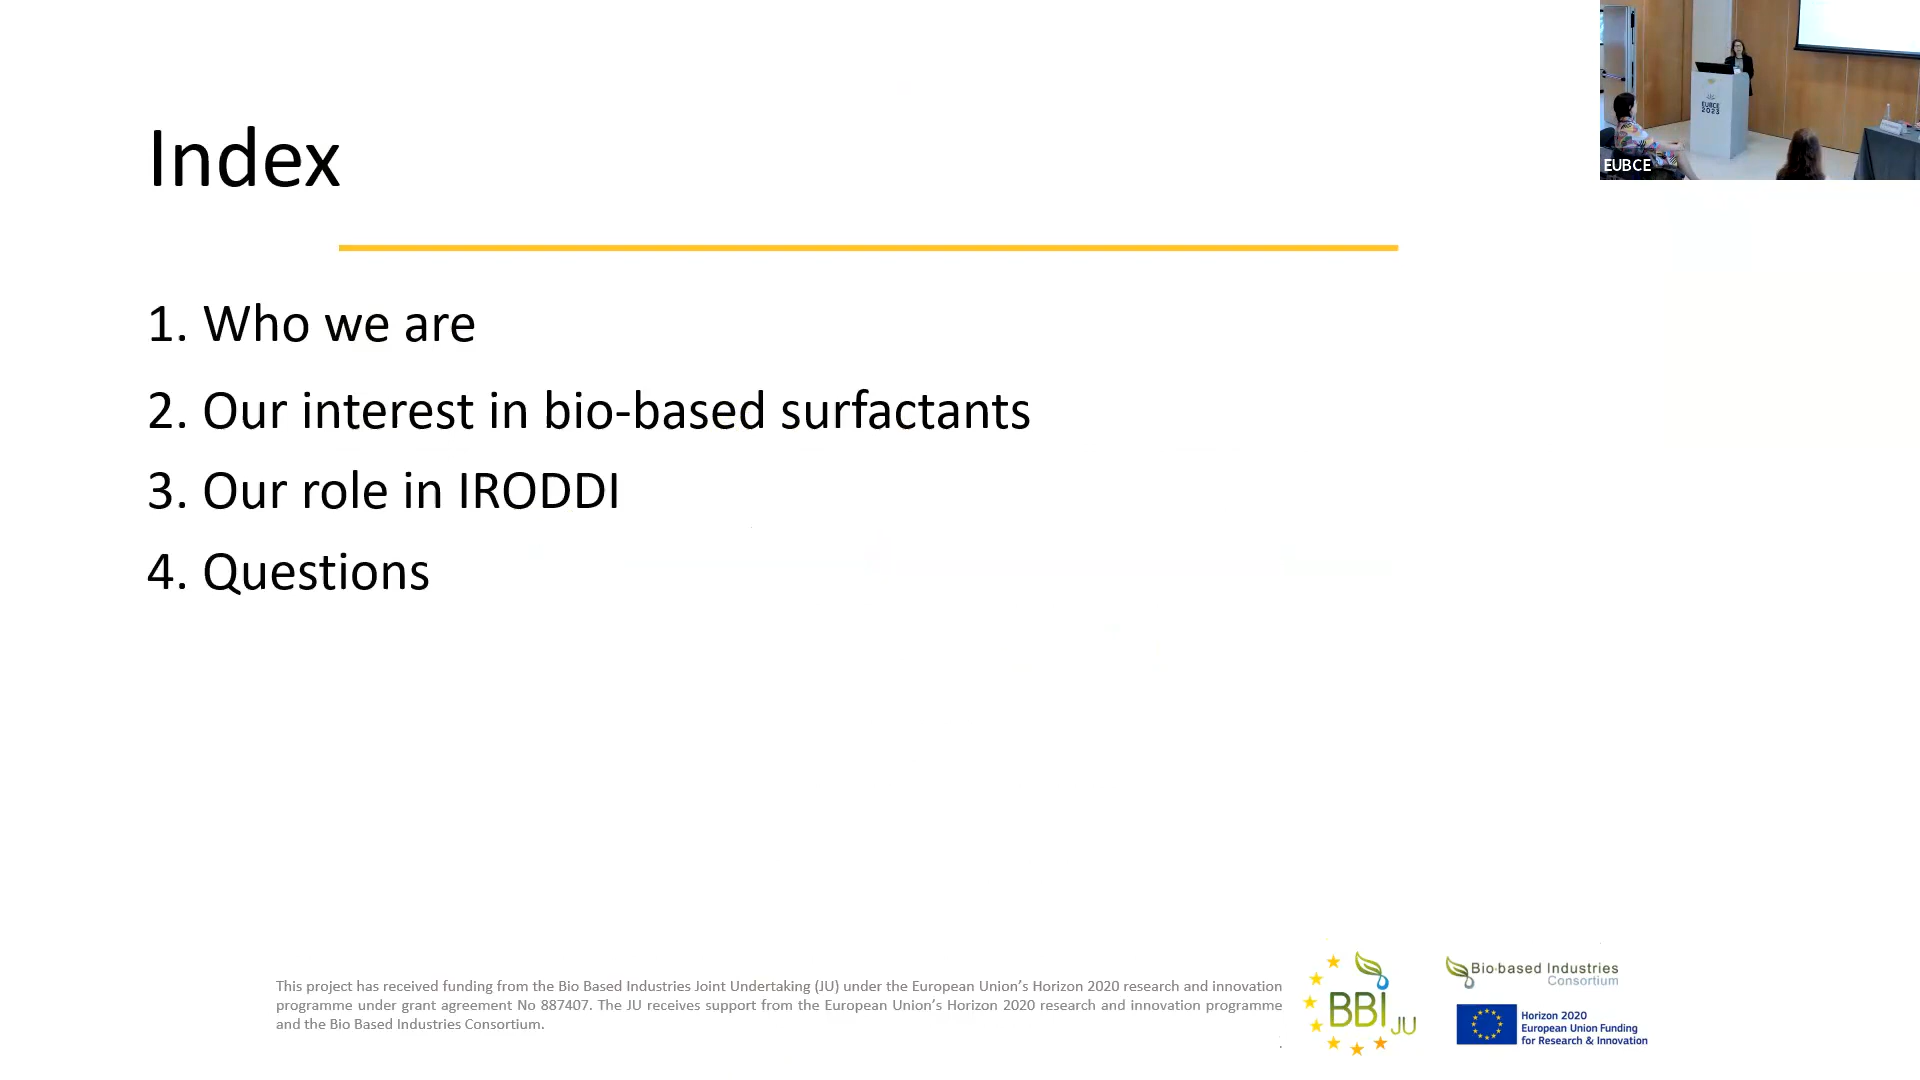 Index
1. Who we are
2. Our interest in bio-based surfactants
3. Our role in IRODDI
4. Questions
EUBCE
2023
EUBCE
This project has received funding from the Bio Based Industries Joint Undertaking (JU) under the European Union’s Horizon 2020 research and innovation
programme under grant agreement No 887407. The JU receives support from the European Union’s Horizon 2020 research and innovation programme
and the Bio Based Industries Consortium.
BBI JU
Bio-based Industries
Consortium
Horizon 2020
European Union Funding
for Research & Innovation